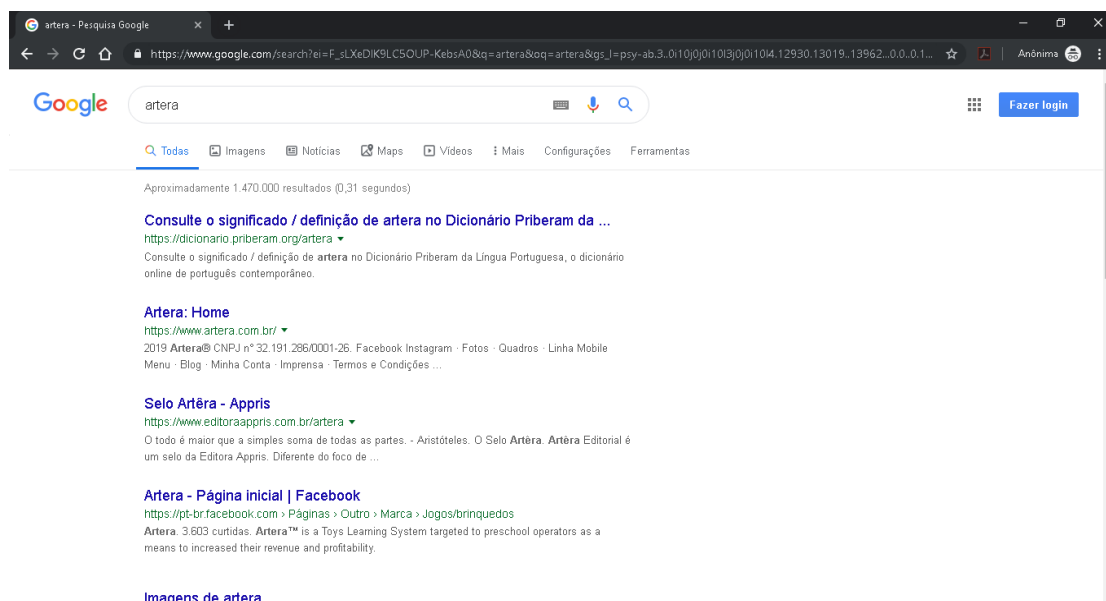 artera - Pesquisa Google
https://www.google.com/search?ei=F_sLXeDIK9LC5OUP-KebsA0&q=artera&oq=artera&gs_l=psy-ab.3..0i10j0j0i10l3j0j0i10l4.12930.13019..13962...0.0..0.1...
Anônima
Google
artera
Fazer login
Todas Imagens Notícias Maps Vídeos Mais Configurações Ferramentas
Aproximadamente 1.470.000 resultados (0,31 segundos)
Consulte o significado / definição de artera no Dicionário Priberam da ...
https://dicionario.priberam.org/artera
Consulte o significado / definição de artera no Dicionário Priberam da Língua Portuguesa, o dicionário
online de português contemporâneo.
Artera: Home
https://www.artera.com.br/
2019 Artera® CNPJ n° 32.191.286/0001-26. Facebook Instagram · Fotos · Quadros · Linha Mobile
Menu · Blog · Minha Conta · Imprensa · Termos e Condições ...
Selo Artêra - Appris
https://www.editoraappris.com.br/artera
O todo é maior que a simples soma de todas as partes. - Aristóteles. O Selo Artêra. Artêra Editorial é
um selo da Editora Appris. Diferente do foco de ...
Artera - Página inicial | Facebook
https://pt-br.facebook.com › Páginas › Outro › Marca › Jogos/brinquedos
Artera. 3.603 curtidas. Artera™ is a Toys Learning System targeted to preschool operators as a
means to increased their revenue and profitability.
Imagens de artera